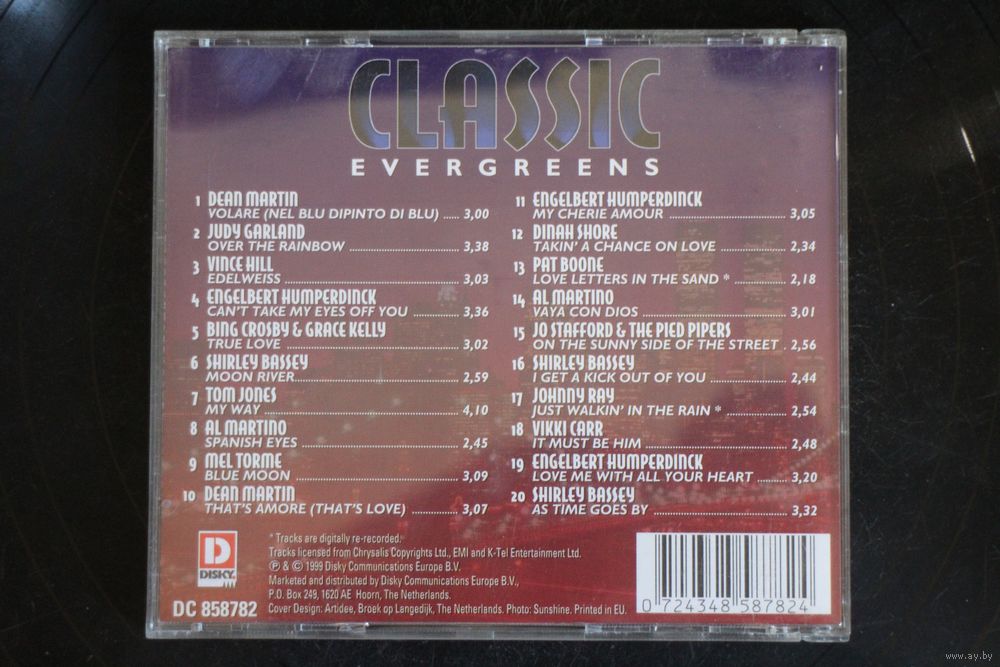 CLASSIC
EVERGREENS
1 DEAN MARTIN
VOLARE (NEL BLU DIPINTO DI BLU) ..... 3,00
2 JUDY GARLAND
OVER THE RAINBOW ..... 3,38
3 VINCE HILL
EDELWEISS ..... 3,03
4 ENGELBERT HUMPERDINCK
CAN'T TAKE MY EYES OFF YOU ..... 3,36
5 BING CROSBY & GRACE KELLY
TRUE LOVE ..... 3,02
6 SHIRLEY BASSEY
MOON RIVER ..... 2,59
7 TOM JONES
MY WAY ..... 4,10
8 AL MARTINO
SPANISH EYES ..... 2,45
9 MEL TORME
BLUE MOON ..... 3,09
10 DEAN MARTIN
THAT'S AMORE (THAT'S LOVE) ..... 3,07
11 ENGELBERT HUMPERDINCK
MY CHERIE AMOUR ..... 3,05
12 DINAH SHORE
TAKIN' A CHANCE ON LOVE ..... 2,34
13 PAT BOONE
LOVE LETTERS IN THE SAND * ..... 2,18
14 AL MARTINO
VAYA CON DIOS ..... 3,01
15 JO STAFFORD & THE PIED PIPERS
ON THE SUNNY SIDE OF THE STREET . 2,56
16 SHIRLEY BASSEY
I GET A KICK OUT OF YOU ..... 2,44
17 JOHNNY RAY
JUST WALKIN' IN THE RAIN * ..... 2,54
18 VIKKI CARR
IT MUST BE HIM ..... 2,48
19 ENGELBERT HUMPERDINCK
LOVE ME WITH ALL YOUR HEART ..... 3,20
20 SHIRLEY BASSEY
AS TIME GOES BY ..... 3,32
D
DISKY
DC 858782
* Tracks are digitally re-recorded.
Tracks licensed from Chrysalis Copyrights Ltd., EMI and K-Tel Entertainment Ltd.
℗ & © 1999 Disky Communications Europe B.V.
Marketed and distributed by Disky Communications Europe B.V.,
P.O. Box 249, 1620 AE Hoorn, The Netherlands.
Cover Design: Artidee, Broek op Langedijk, The Netherlands. Photo: Sunshine. Printed in EU.
0 724348 587824
www.ay.by